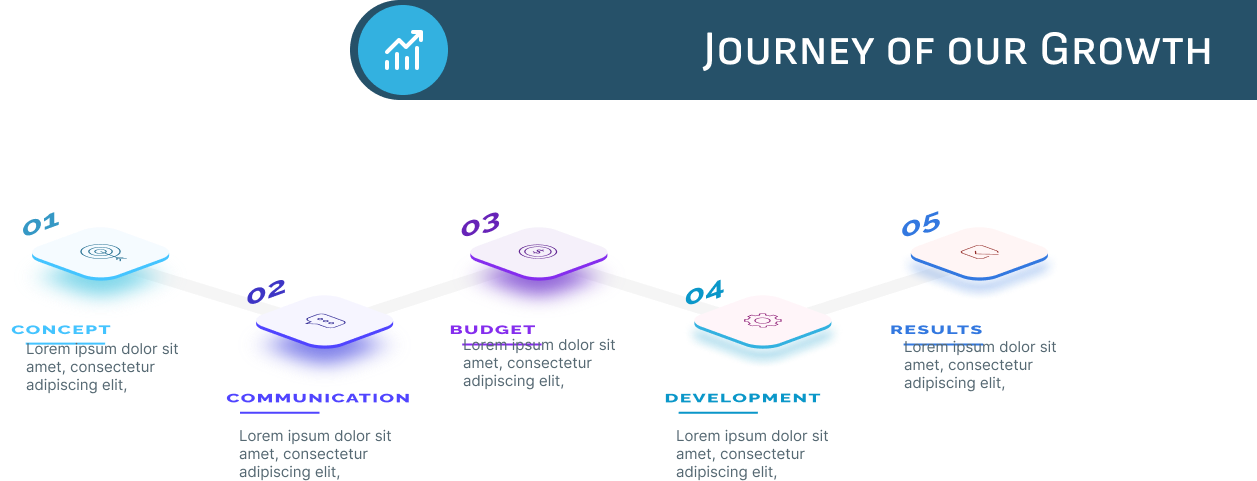 Journey of our Growth
01
CONCEPT
Lorem ipsum dolor sit
amet, consectetur
adipiscing elit,
02
COMMUNICATION
Lorem ipsum dolor sit
amet, consectetur
adipiscing elit,
03
BUDGET
Lorem ipsum dolor sit
amet, consectetur
adipiscing elit,
04
DEVELOPMENT
Lorem ipsum dolor sit
amet, consectetur
adipiscing elit,
05
RESULTS
Lorem ipsum dolor sit
amet, consectetur
adipiscing elit,